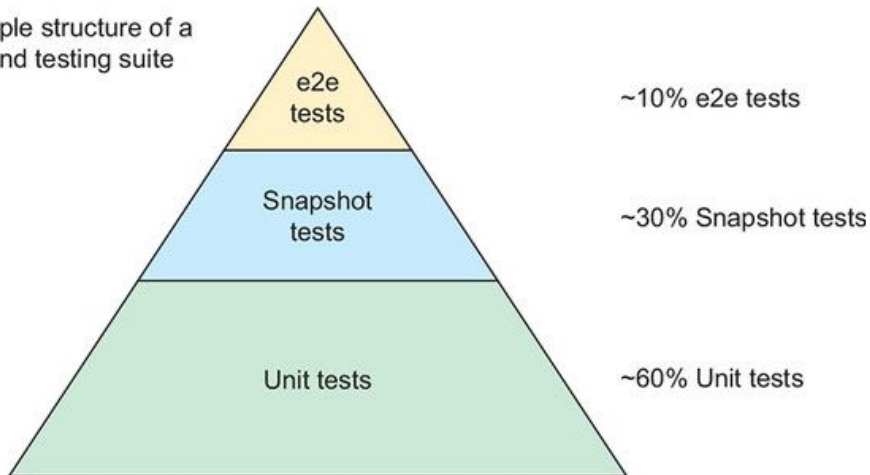 ple structure of a
nd testing suite
e2e
tests
~10% e2e tests
Snapshot
tests
~30% Snapshot tests
Unit tests
~60% Unit tests